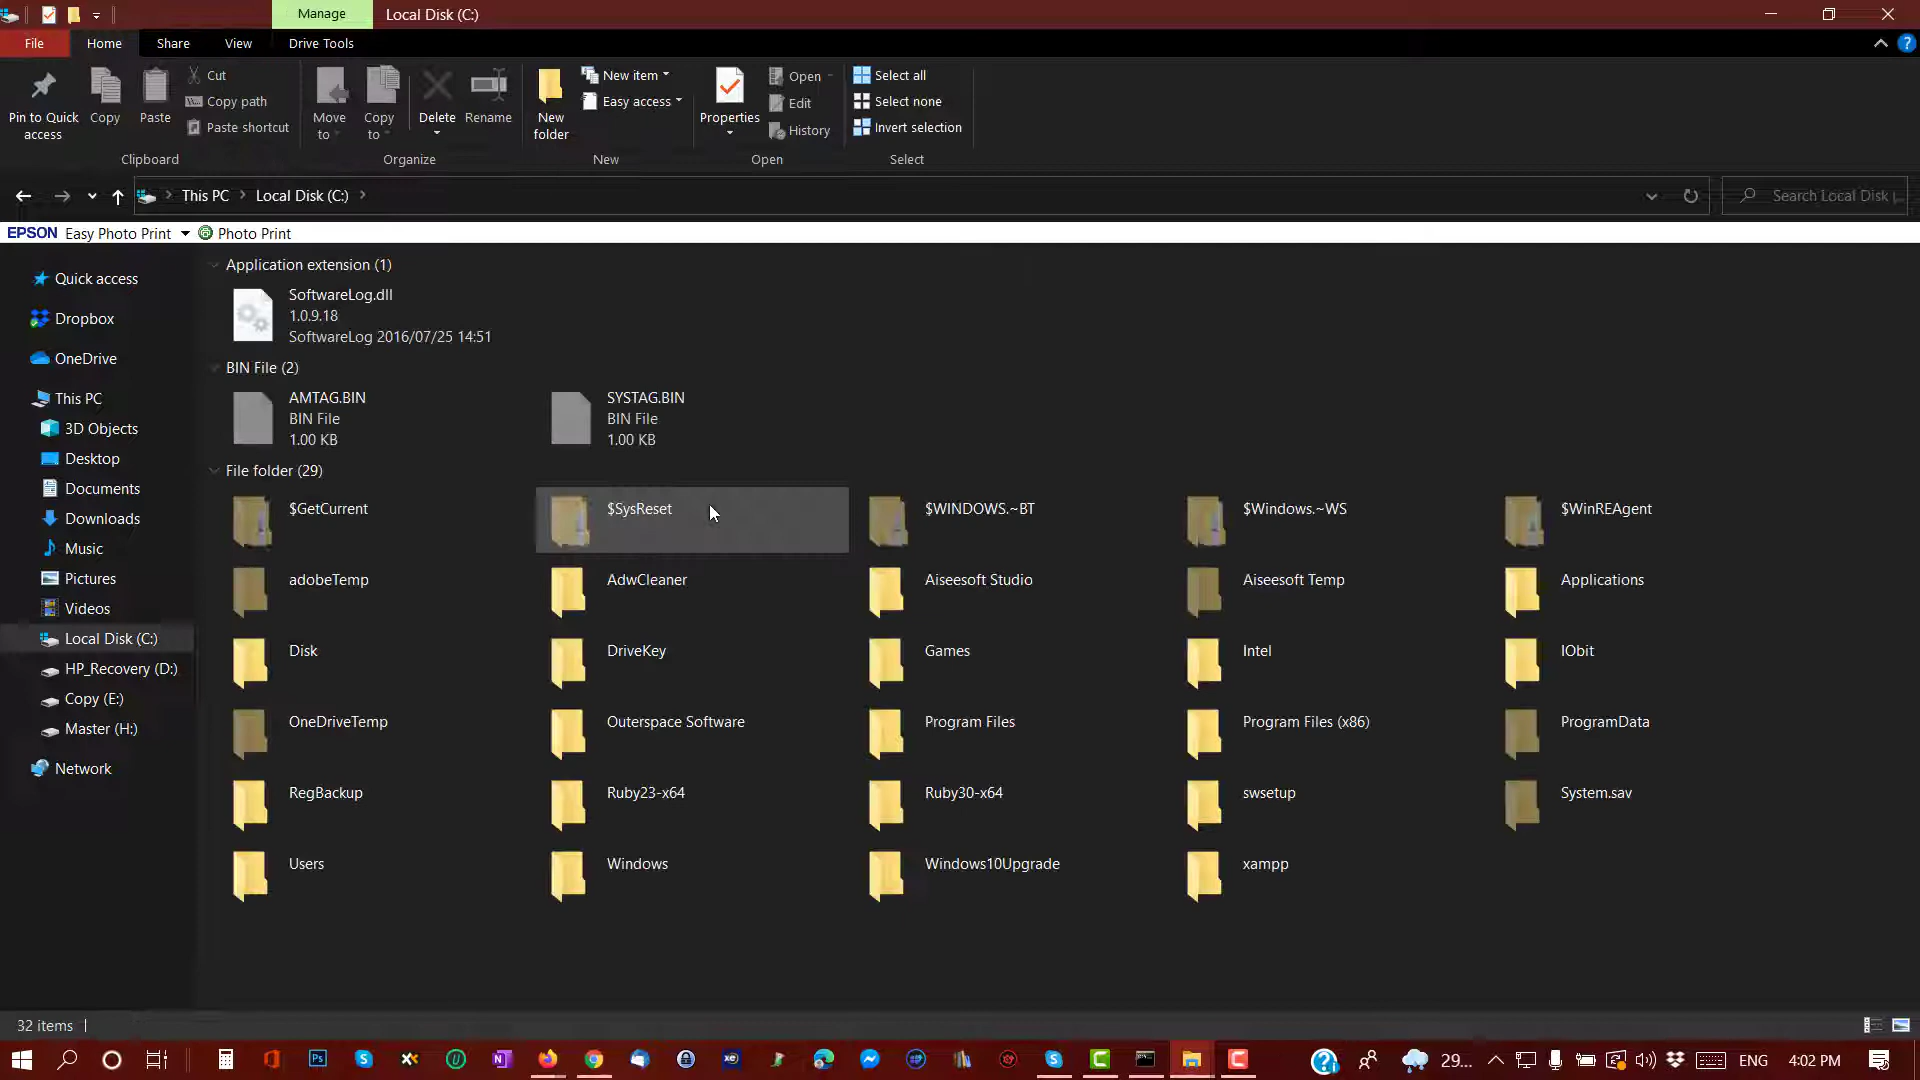 Manage
Local Disk (C:)
File
Home
Share
View
Drive Tools
Pin to Quick access
Copy
Paste
Cut
Copy path
Paste shortcut
Clipboard
Move to
Copy to
Delete
Rename
Organize
New folder
New item
Easy access
New
Properties
Open
Edit
History
Open
Select all
Select none
Invert selection
Select
This PC
Local Disk (C:)
Search Local Disk
EPSON Easy Photo Print
Photo Print
Quick access
Dropbox
OneDrive
This PC
3D Objects
Desktop
Documents
Downloads
Music
Pictures
Videos
Local Disk (C:)
HP_Recovery (D:)
Copy (E:)
Master (H:)
Network
Application extension (1)
SoftwareLog.dll
1.0.9.18
SoftwareLog 2016/07/25 14:51
BIN File (2)
AMTAG.BIN
BIN File
1.00 KB
SYSTAG.BIN
BIN File
1.00 KB
File folder (29)
$GetCurrent
$SysReset
$WINDOWS.~BT
$Windows.~WS
$WinREAgent
adobeTemp
AdwCleaner
Aiseesoft Studio
Aiseesoft Temp
Applications
Disk
DriveKey
Games
Intel
IObit
OneDriveTemp
Outerspace Software
Program Files
Program Files (x86)
ProgramData
RegBackup
Ruby23-x64
Ruby30-x64
swsetup
System.sav
Users
Windows
Windows10Upgrade
xampp
32 items
29...
ENG
4:02 PM